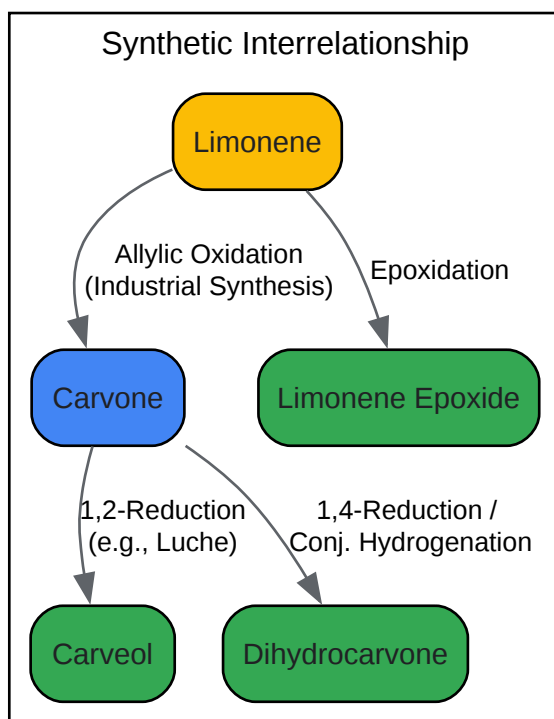 Synthetic Interrelationship
Limonene
Allylic Oxidation
(Industrial Synthesis)
Epoxidation
Carvone
Limonene Epoxide
1,2-Reduction
(e.g., Luche)
1,4-Reduction /
Conj. Hydrogenation
Carveol
Dihydrocarvone